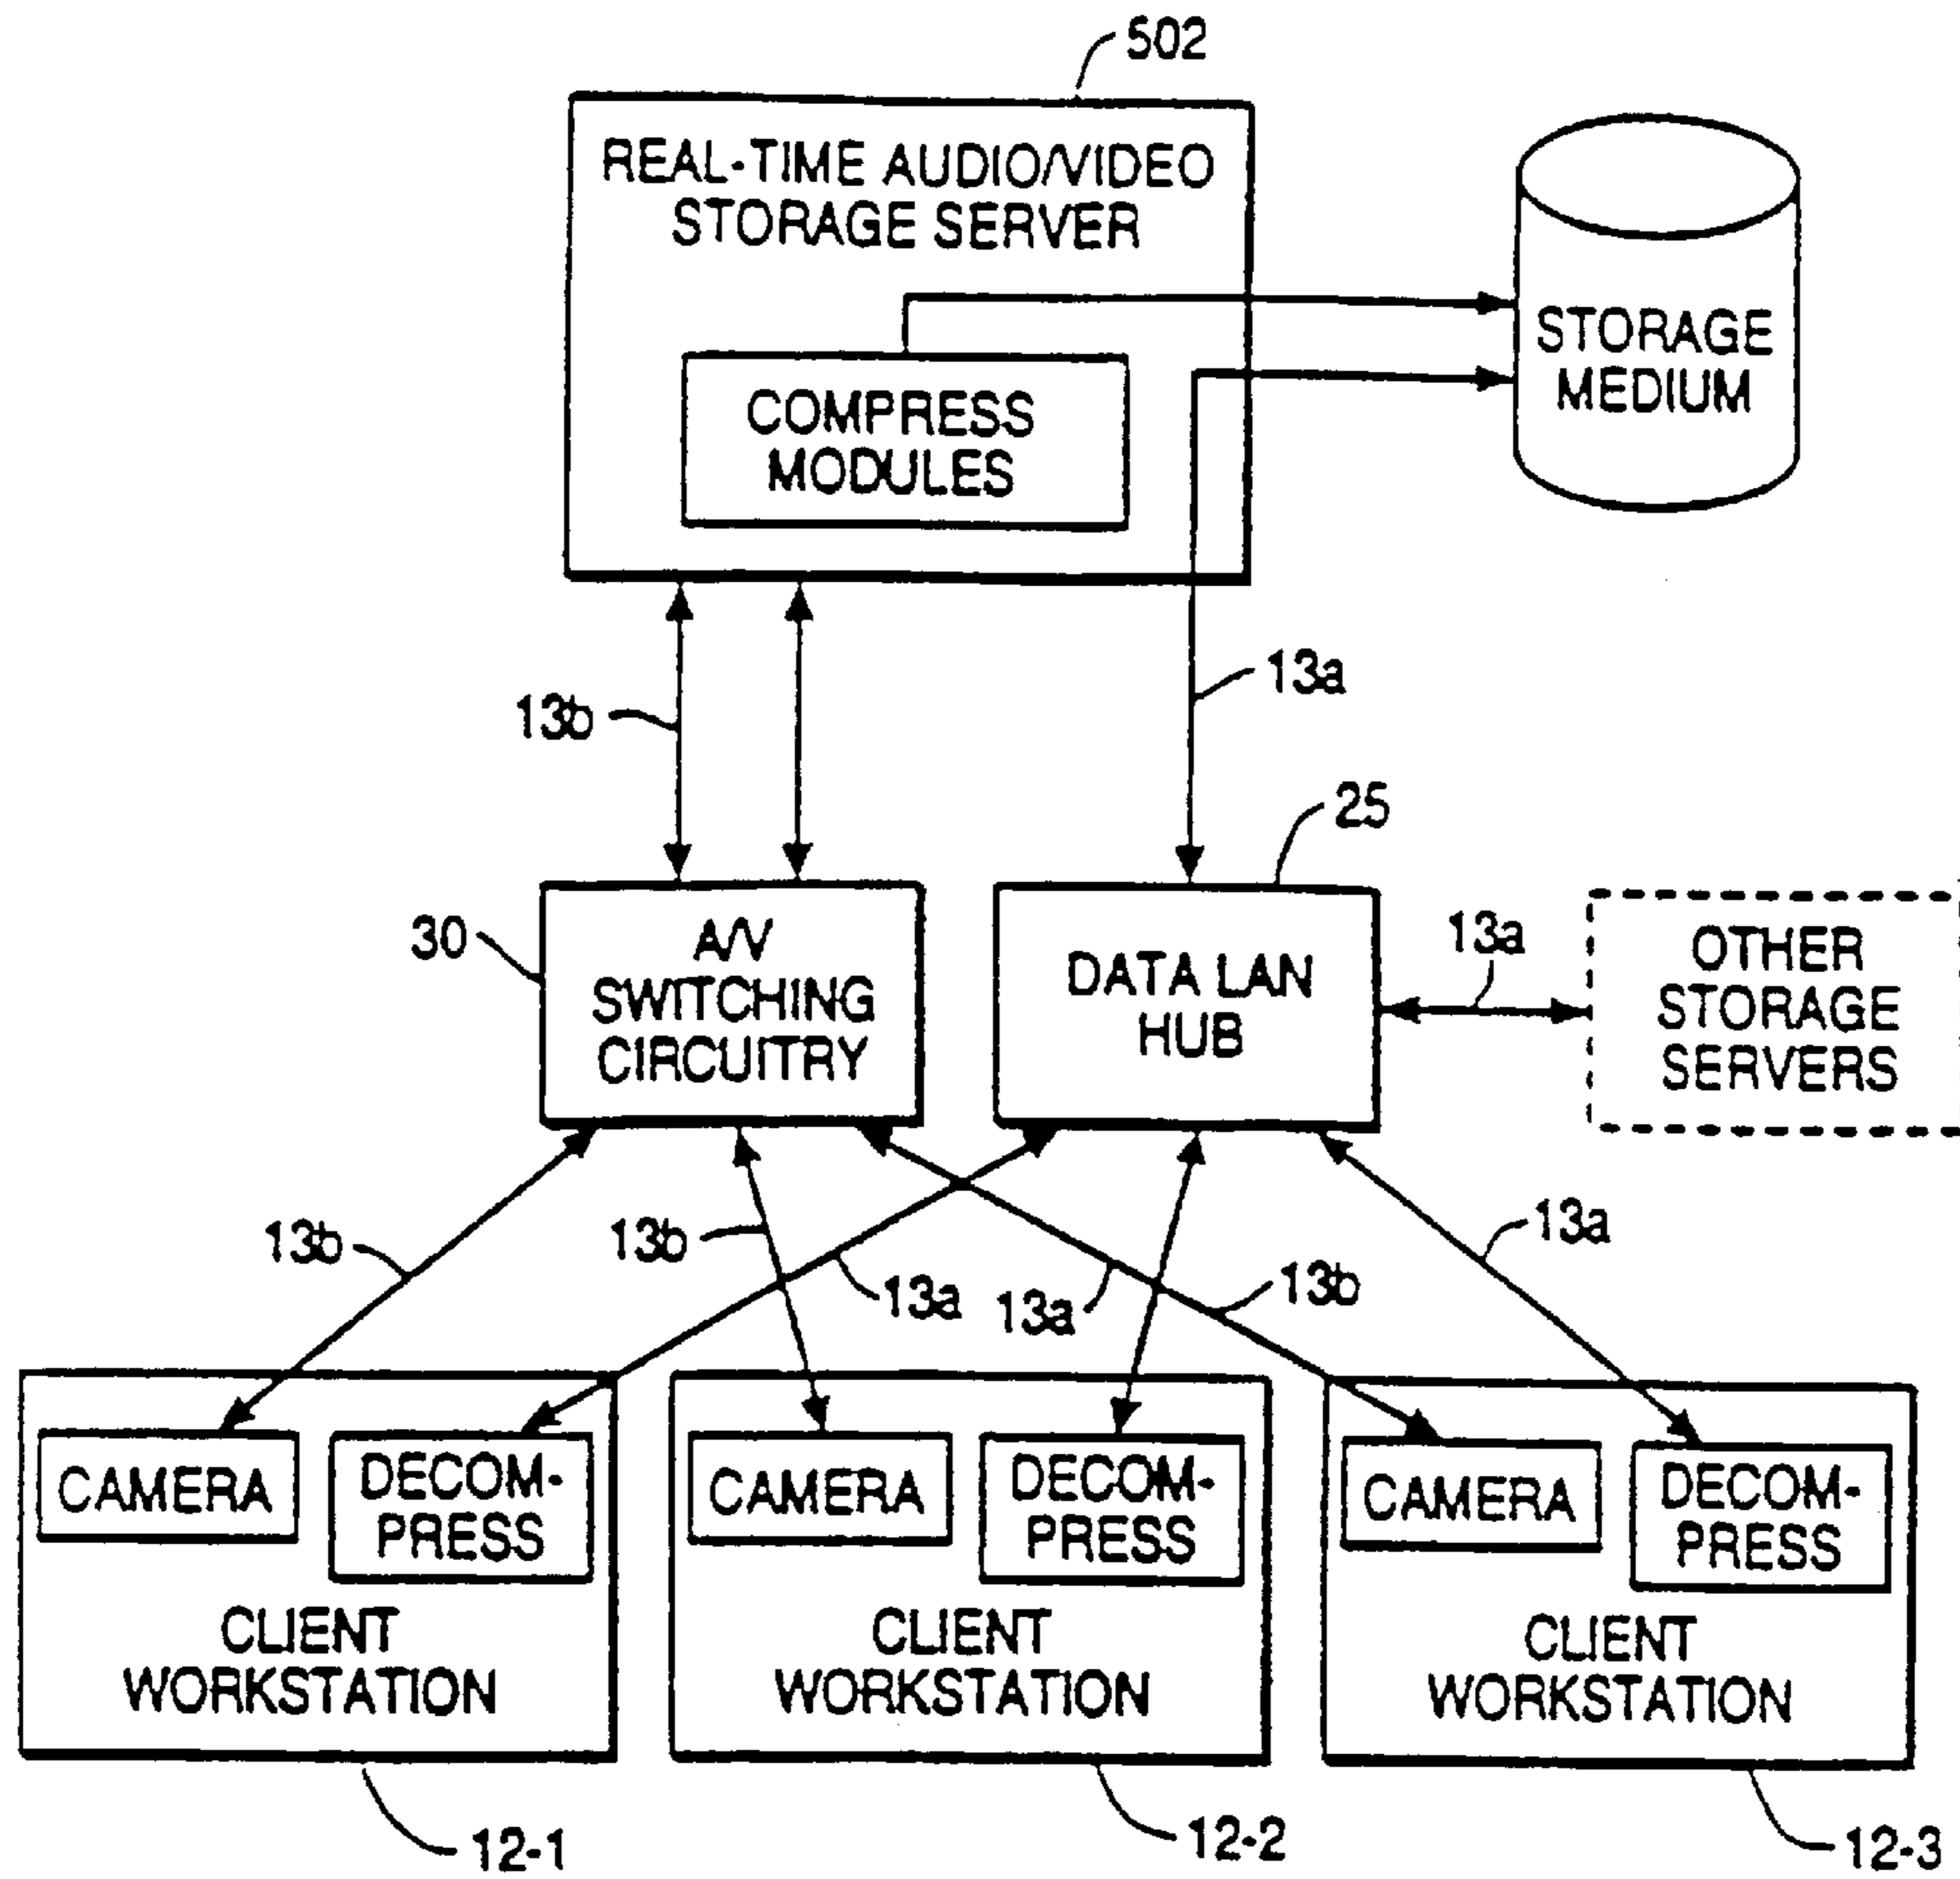 502
REAL-TIME AUDIO/VIDEO
STORAGE SERVER
COMPRESS
MODULES
STORAGE
MEDIUM
13b
13a
25
30
A/V
SWITCHING
CIRCUITRY
DATA LAN
HUB
13a
OTHER
STORAGE
SERVERS
13b
13b
13a
13a
13b
13a
CAMERA
DECOM-
PRESS
CLIENT
WORKSTATION
CAMERA
DECOM-
PRESS
CLIENT
WORKSTATION
CAMERA
DECOM-
PRESS
CLIENT
WORKSTATION
12-1
12-2
12-3